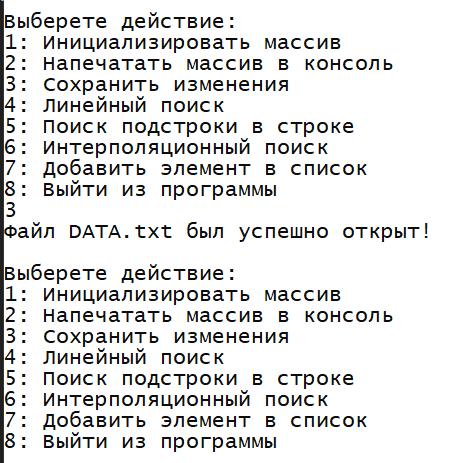 Выберете действие:
1: Инициализировать массив
2: Напечатать массив в консоль
3: Сохранить изменения
4: Линейный поиск
5: Поиск подстроки в строке
6: Интерполяционный поиск
7: Добавить элемент в список
8: Выйти из программы
3
Файл DATA.txt был успешно открыт!
Выберете действие:
1: Инициализировать массив
2: Напечатать массив в консоль
3: Сохранить изменения
4: Линейный поиск
5: Поиск подстроки в строке
6: Интерполяционный поиск
7: Добавить элемент в список
8: Выйти из программы